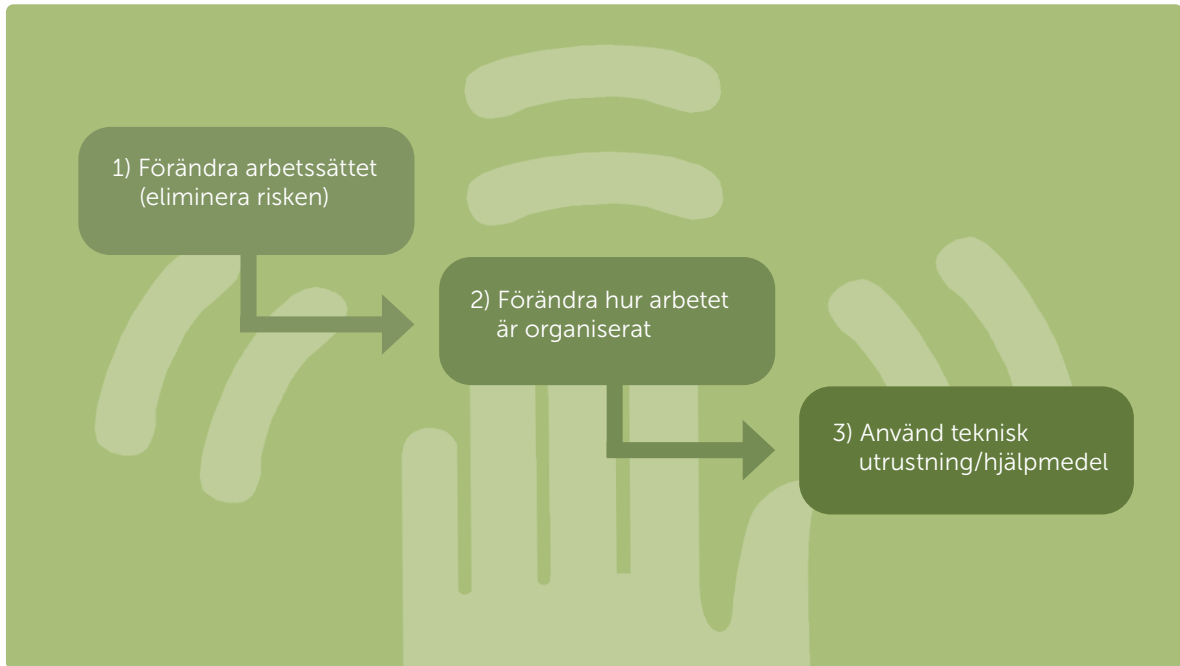 1) Förändra arbetssättet
(eliminera risken)
2) Förändra hur arbetet
är organiserat
3) Använd teknisk
utrustning/hjälpmedel